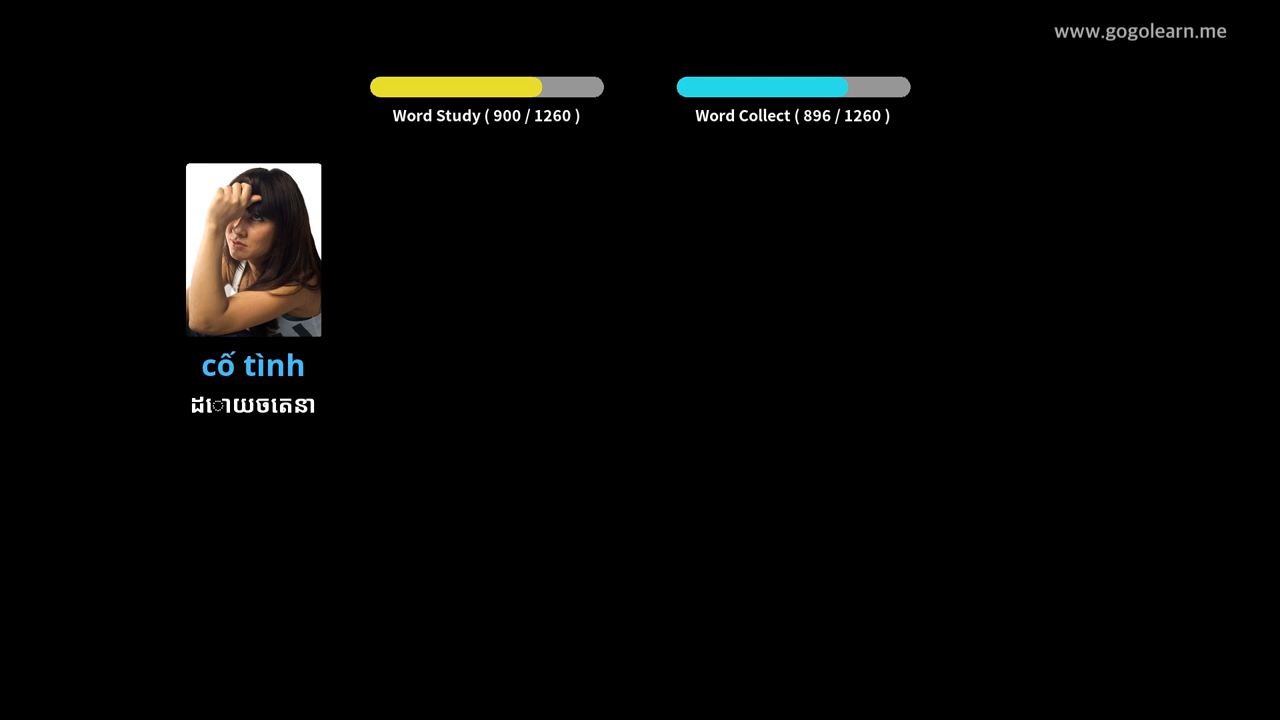 www.gogolearn.me
Word Study ( 900 / 1260 )
Word Collect ( 896 / 1260 )
cố tình
ដោយចតេនា